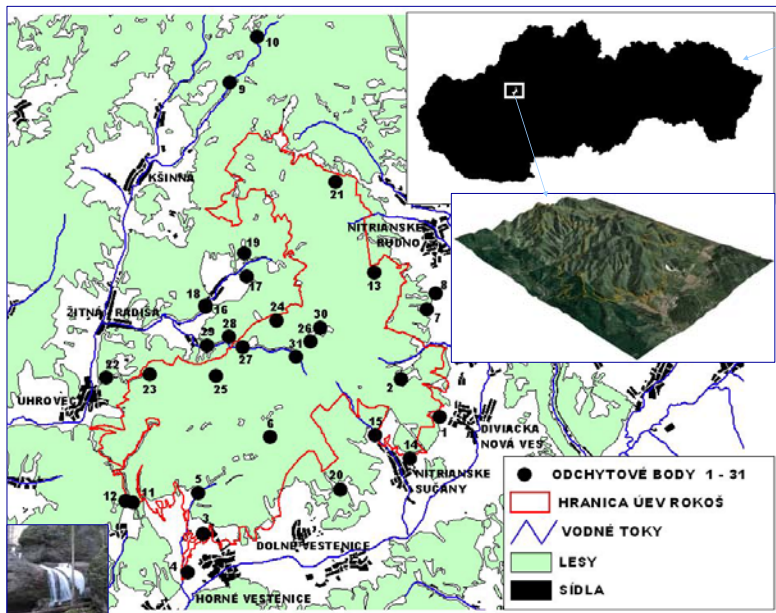 10
9
KŠINNÁ
21
NITRIANSKE
RUDNO
19
17
13
8
7
18
16
ŽITNÁ - RADIŠA
24
30
28
26
29
27
31
22
23
25
2
UHROVEC
6
15
1
DIVIACKA
NOVÁ VES
14
NITRIANSKE
SUČANY
5
20
12
11
3
DOLNÉ VESTENICE
4
HORNÉ VESTENICE
ODCHYTOVÉ BODY 1 - 31
HRANICA ÚEV ROKOŠ
VODNÉ TOKY
LESY
SÍDLA